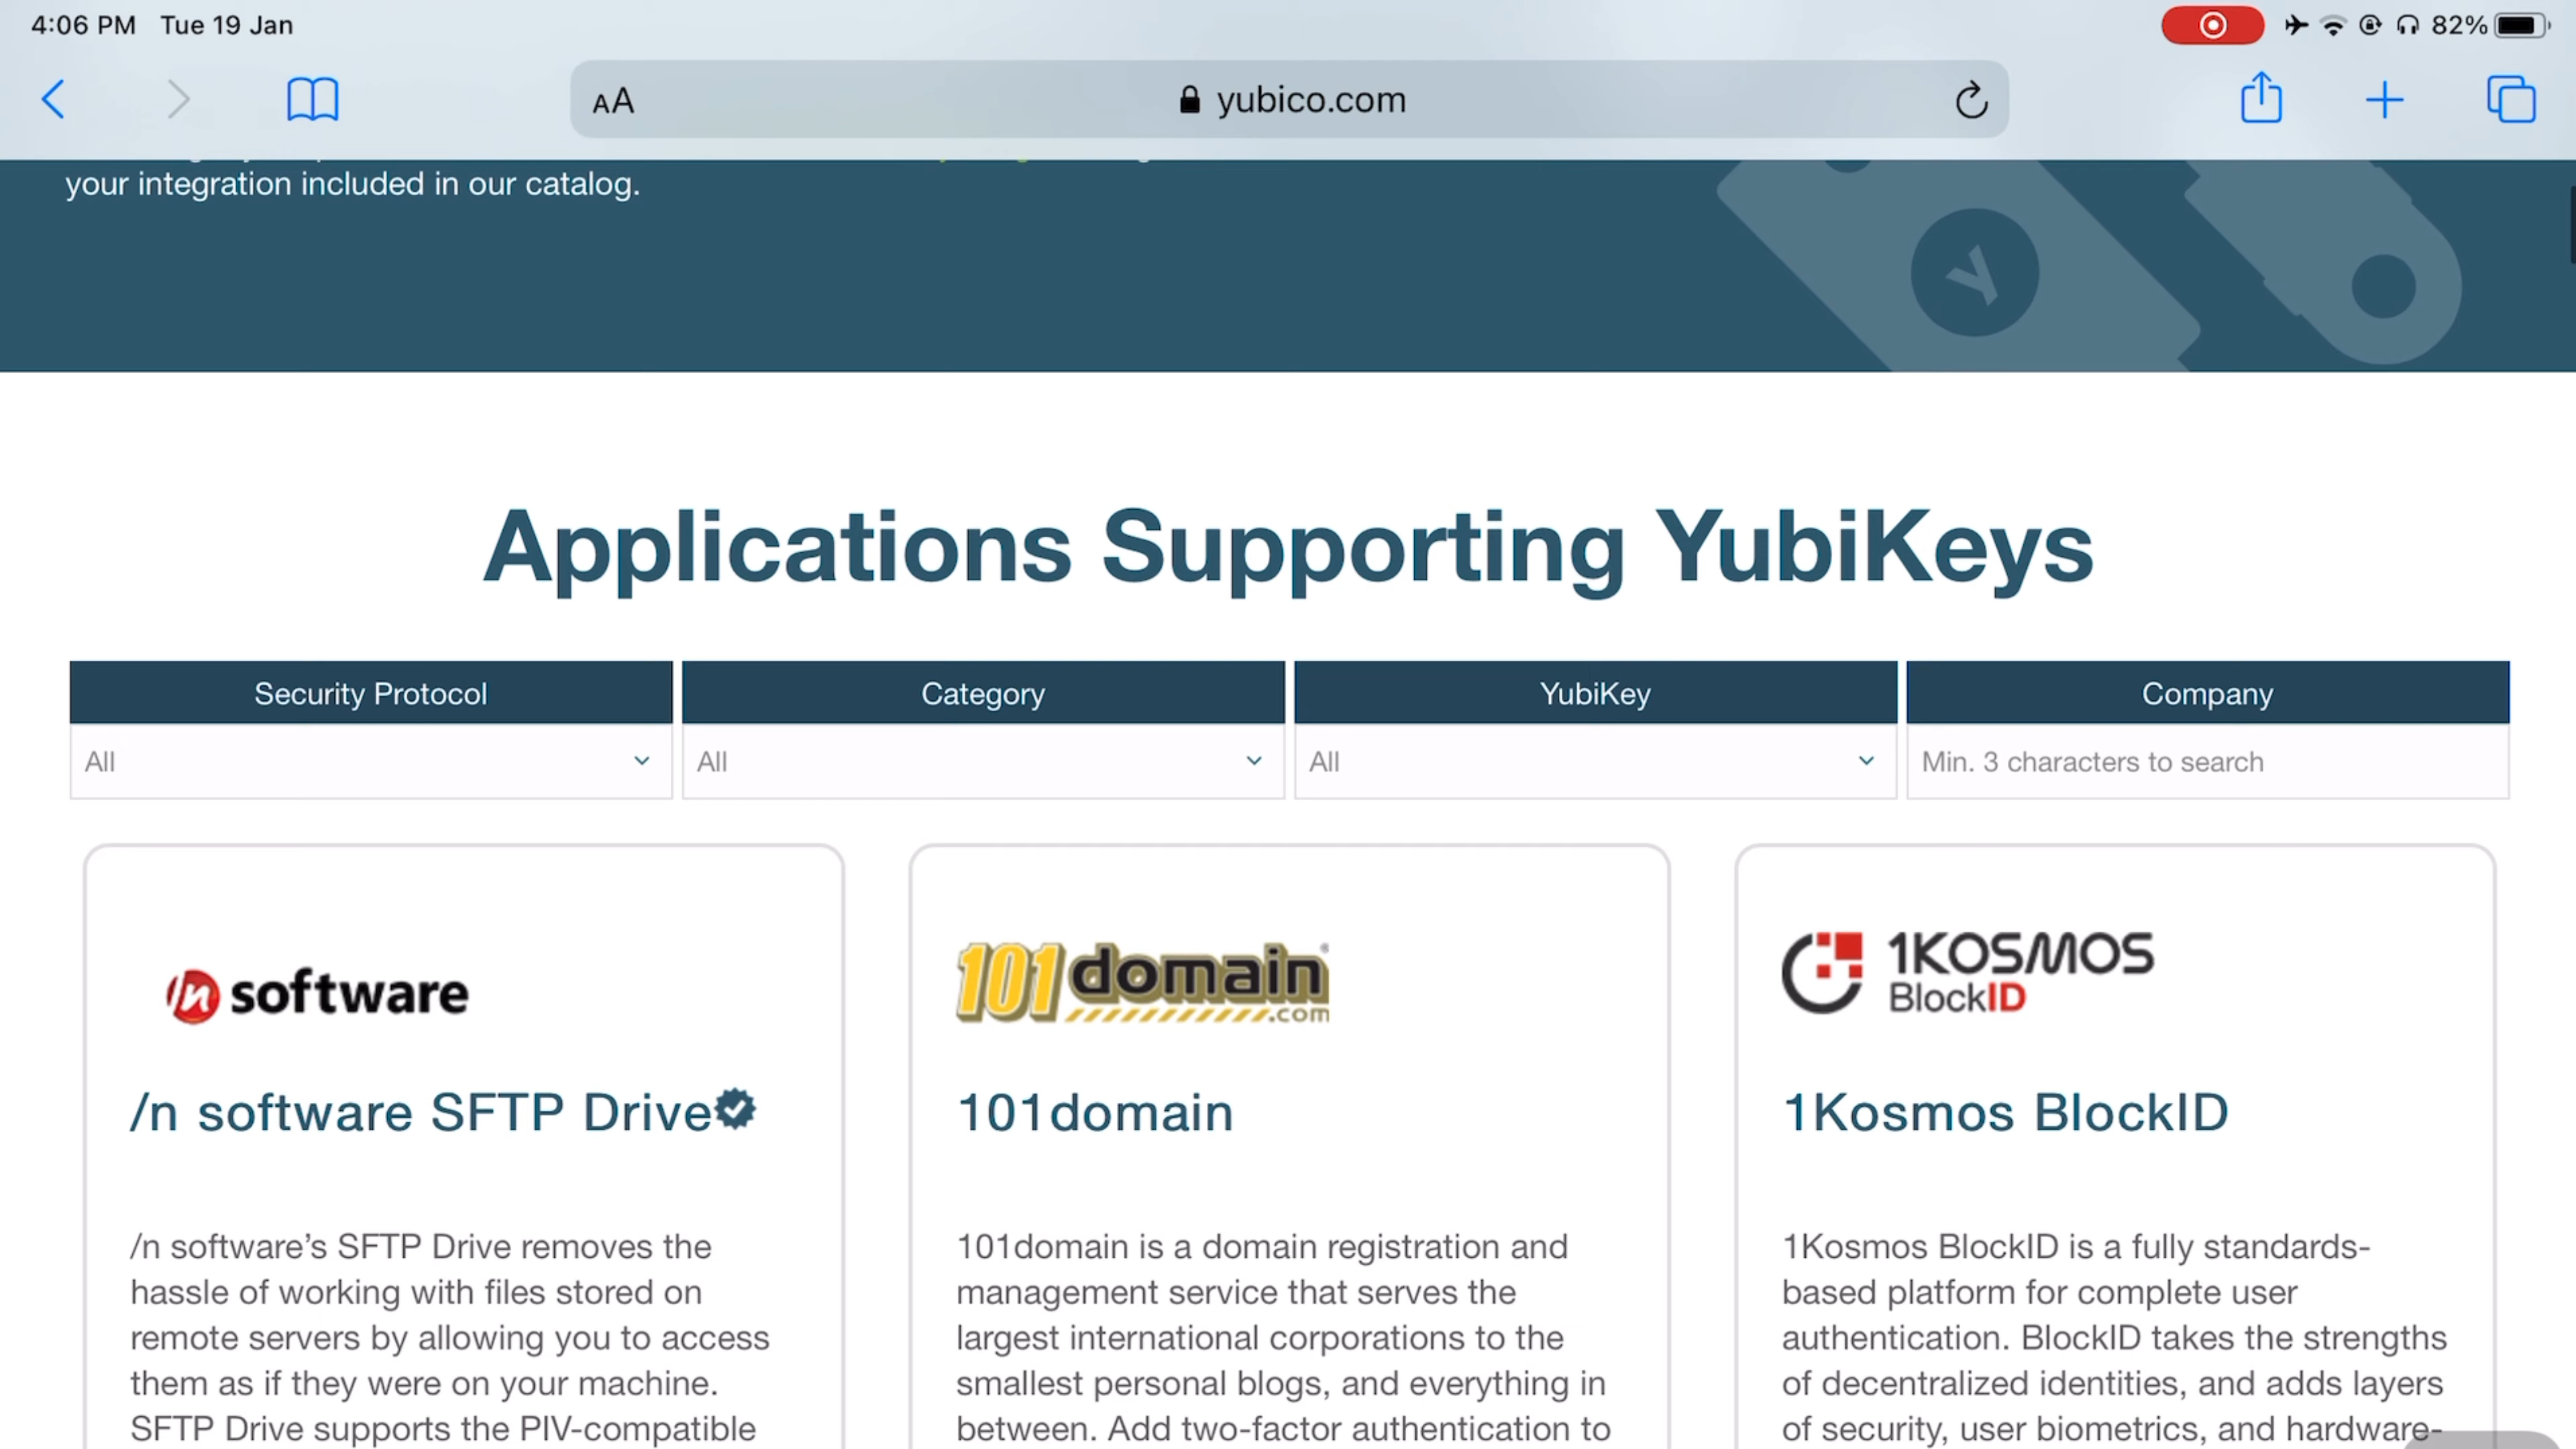 4:06 PM Tue 19 Jan
82%
AA
yubico.com
your integration included in our catalog.
y
Applications Supporting YubiKeys
Security Protocol
Category
YubiKey
Company
All
All
All
Min. 3 characters to search
/n software
101domain.com
1KOSMOS
BlockID
/n software SFTP Drive
101domain
1Kosmos BlockID
/n software’s SFTP Drive removes the
hassle of working with files stored on
remote servers by allowing you to access
them as if they were on your machine.
SFTP Drive supports the PIV-compatible
101domain is a domain registration and
management service that serves the
largest international corporations to the
smallest personal blogs, and everything in
between. Add two-factor authentication to
1Kosmos BlockID is a fully standards-
based platform for complete user
authentication. BlockID takes the strengths
of decentralized identities, and adds layers
of security, user biometrics, and hardware-